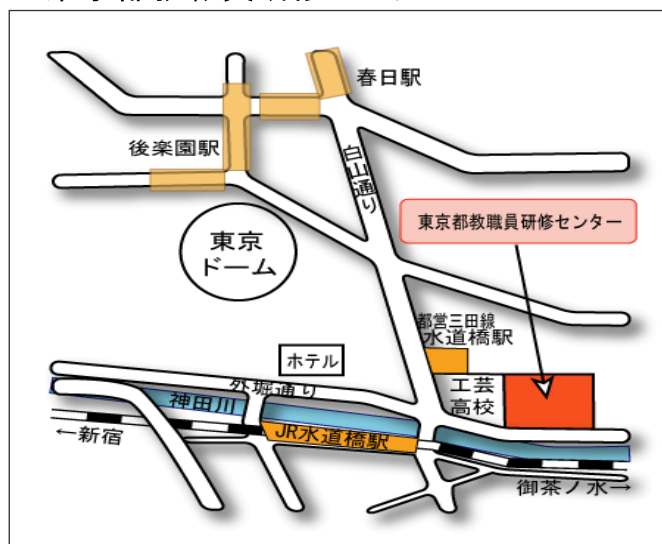 春日駅
後楽園駅
白山通り
東京都教職員研修センター
東京
ドーム
都営三田線
水道橋駅
ホテル
外堀通り
工芸
高校
神田川
JR水道橋駅
←新宿
御茶ノ水→